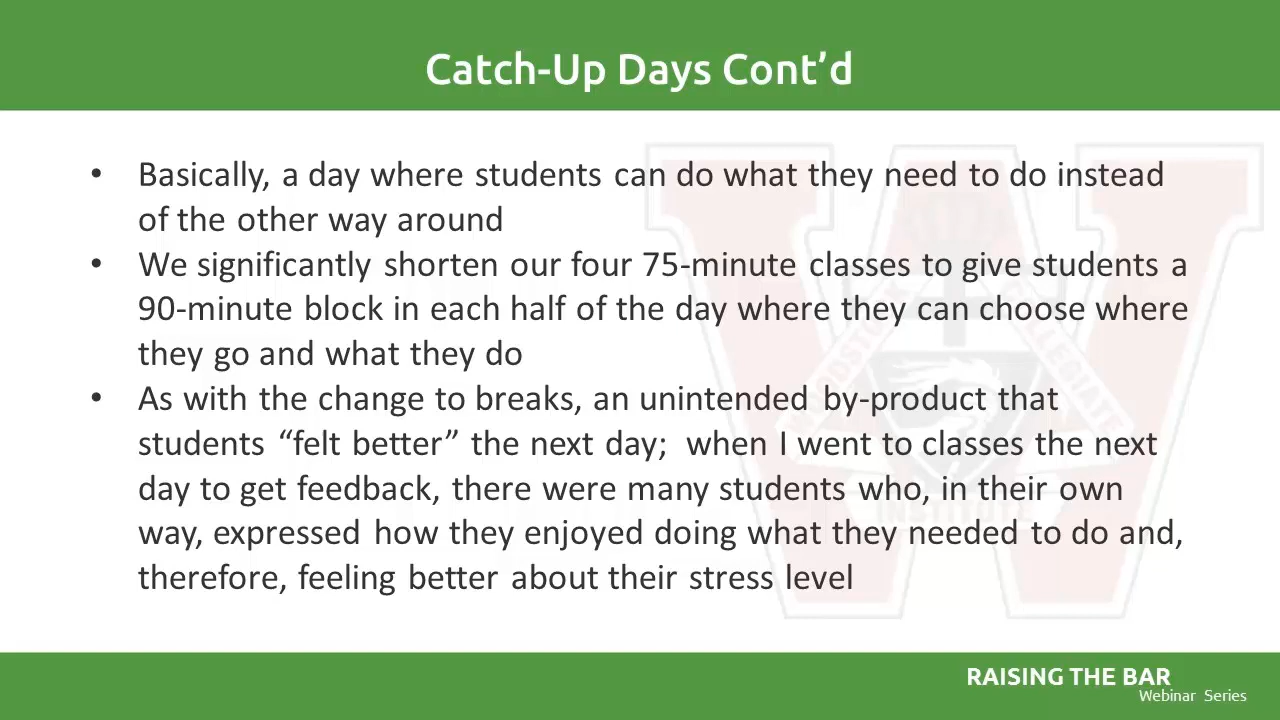 Catch-Up Days Cont’d
• Basically, a day where students can do what they need to do instead
of the other way around
• We significantly shorten our four 75-minute classes to give students a
90-minute block in each half of the day where they can choose where
they go and what they do
• As with the change to breaks, an unintended by-product that
students “felt better” the next day;  when I went to classes the next
day to get feedback, there were many students who, in their own
way, expressed how they enjoyed doing what they needed to do and,
therefore, feeling better about their stress level
INSTITUTE
RAISING THE BAR
Webinar Series